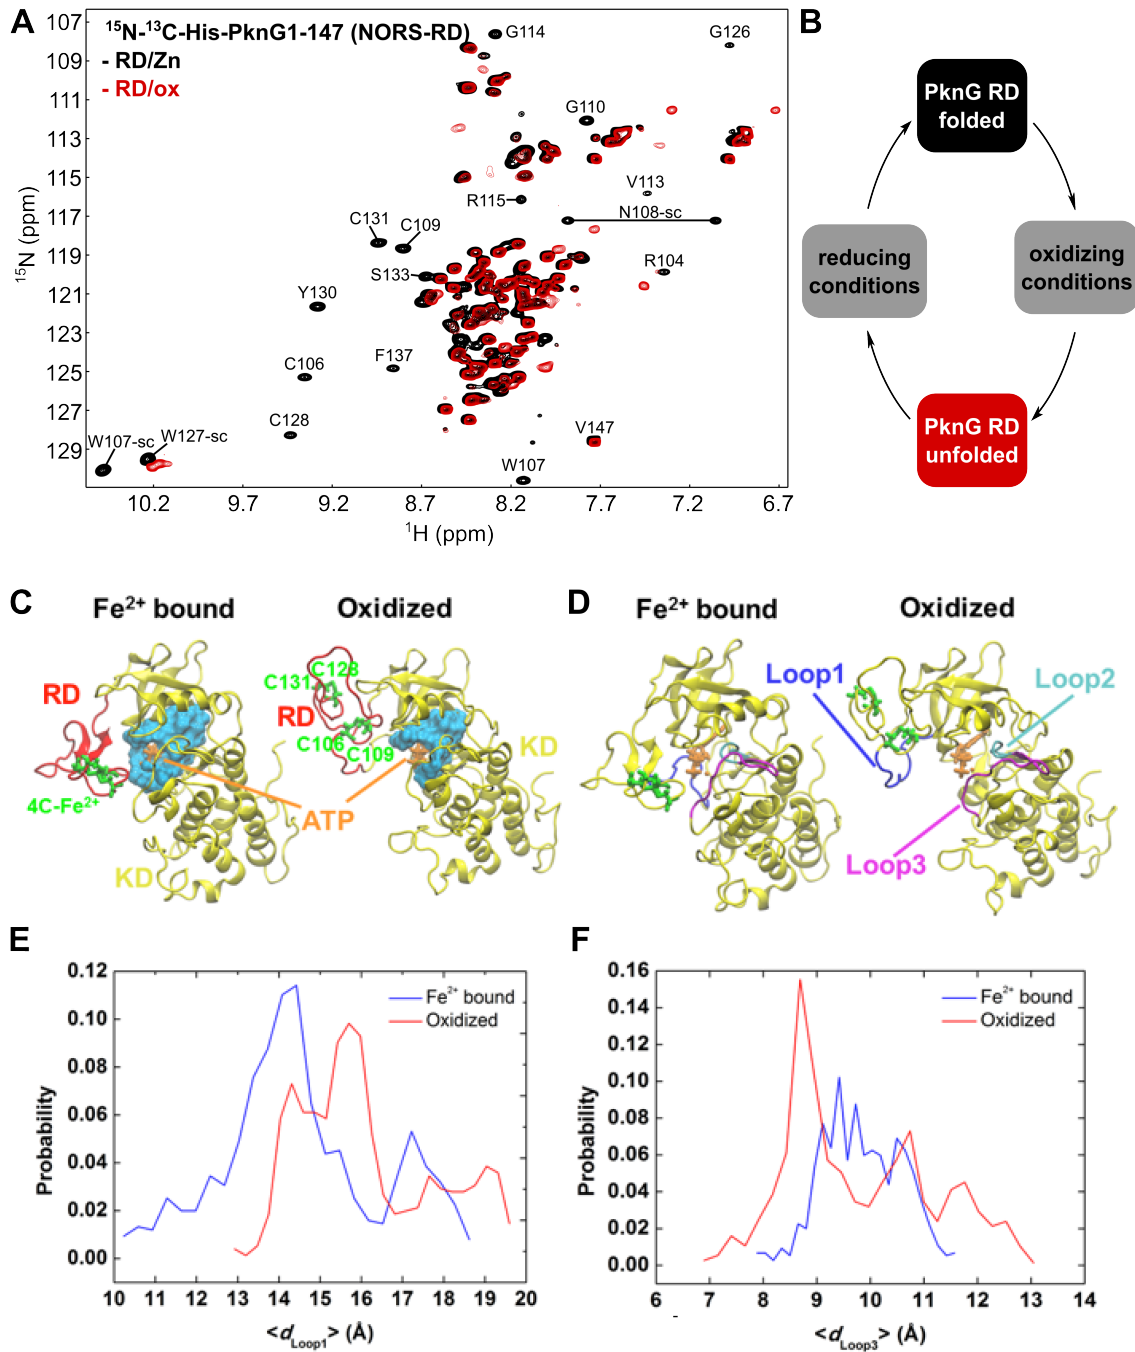 A
¹⁵N-¹³C-His-PknG1-147 (NORS-RD)
- RD/Zn
- RD/ox
107
109
111
113
115
117
119
121
123
125
127
129
¹⁵N (ppm)
10.2
9.7
9.2
8.7
8.2
7.7
7.2
6.7
¹H (ppm)
G114
G126
G110
V113
R115
N108-sc
C131
C109
R104
S133
Y130
F137
C106
C128
V147
W107-sc
W127-sc
W107
B
PknG RD
folded
reducing
conditions
oxidizing
conditions
PknG RD
unfolded
C
Fe²⁺ bound
Oxidized
RD
4C-Fe²⁺
KD
C128
C131
RD
C106
C109
KD
ATP
D
Fe²⁺ bound
Oxidized
Loop1
Loop2
Loop3
E
0.12
0.10
0.08
0.06
0.04
0.02
0.00
Probability
Fe²⁺ bound
Oxidized
10
11
12
13
14
15
16
17
18
19
20
<dLoop1> (Å)
F
0.16
0.14
0.12
0.10
0.08
0.06
0.04
0.02
0.00
Probability
Fe²⁺ bound
Oxidized
6
7
8
9
10
11
12
13
14
-
<dLoop3> (Å)